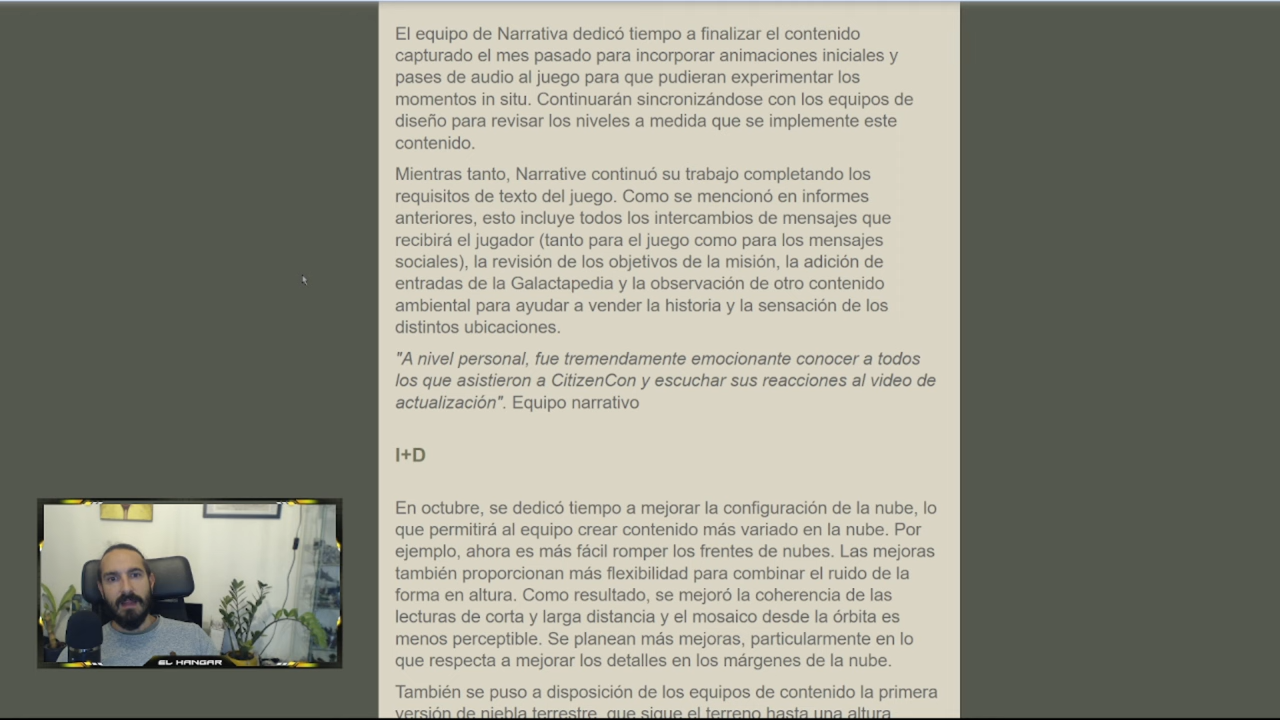 El equipo de Narrativa dedicó tiempo a finalizar el contenido
capturado el mes pasado para incorporar animaciones iniciales y
pases de audio al juego para que pudieran experimentar los
momentos in situ. Continuarán sincronizándose con los equipos de
diseño para revisar los niveles a medida que se implemente este
contenido.
Mientras tanto, Narrative continuó su trabajo completando los
requisitos de texto del juego. Como se mencionó en informes
anteriores, esto incluye todos los intercambios de mensajes que
recibirá el jugador (tanto para el juego como para los mensajes
sociales), la revisión de los objetivos de la misión, la adición de
entradas de la Galactapedia y la observación de otro contenido
ambiental para ayudar a vender la historia y la sensación de los
distintos ubicaciones.
"A nivel personal, fue tremendamente emocionante conocer a todos
los que asistieron a CitizenCon y escuchar sus reacciones al video de
actualización". Equipo narrativo
I+D
En octubre, se dedicó tiempo a mejorar la configuración de la nube, lo
que permitirá al equipo crear contenido más variado en la nube. Por
ejemplo, ahora es más fácil romper los frentes de nubes. Las mejoras
también proporcionan más flexibilidad para combinar el ruido de la
forma en altura. Como resultado, se mejoró la coherencia de las
lecturas de corta y larga distancia y el mosaico desde la órbita es
menos perceptible. Se planean más mejoras, particularmente en lo
que respecta a mejorar los detalles en los márgenes de la nube.
También se puso a disposición de los equipos de contenido la primera
versión de niebla terrestre, que sigue el terreno hasta una altura
EL HANGAR